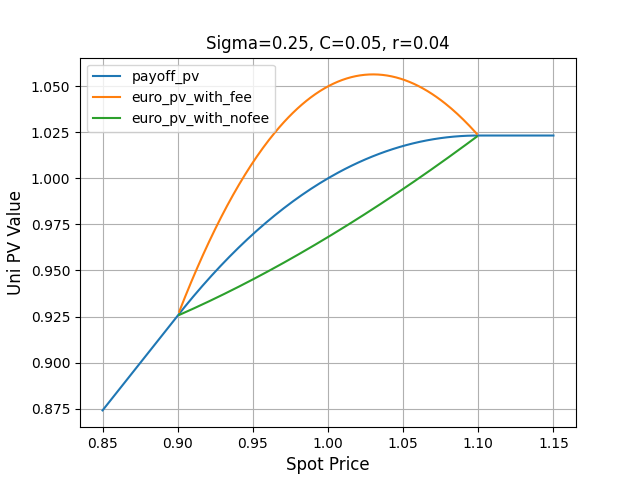 Sigma=0.25, C=0.05, r=0.04
payoff_pv
euro_pv_with_fee
euro_pv_with_nofee
Uni PV Value
1.050
1.025
1.000
0.975
0.950
0.925
0.900
0.875
0.85 0.90 0.95 1.00 1.05 1.10 1.15
Spot Price